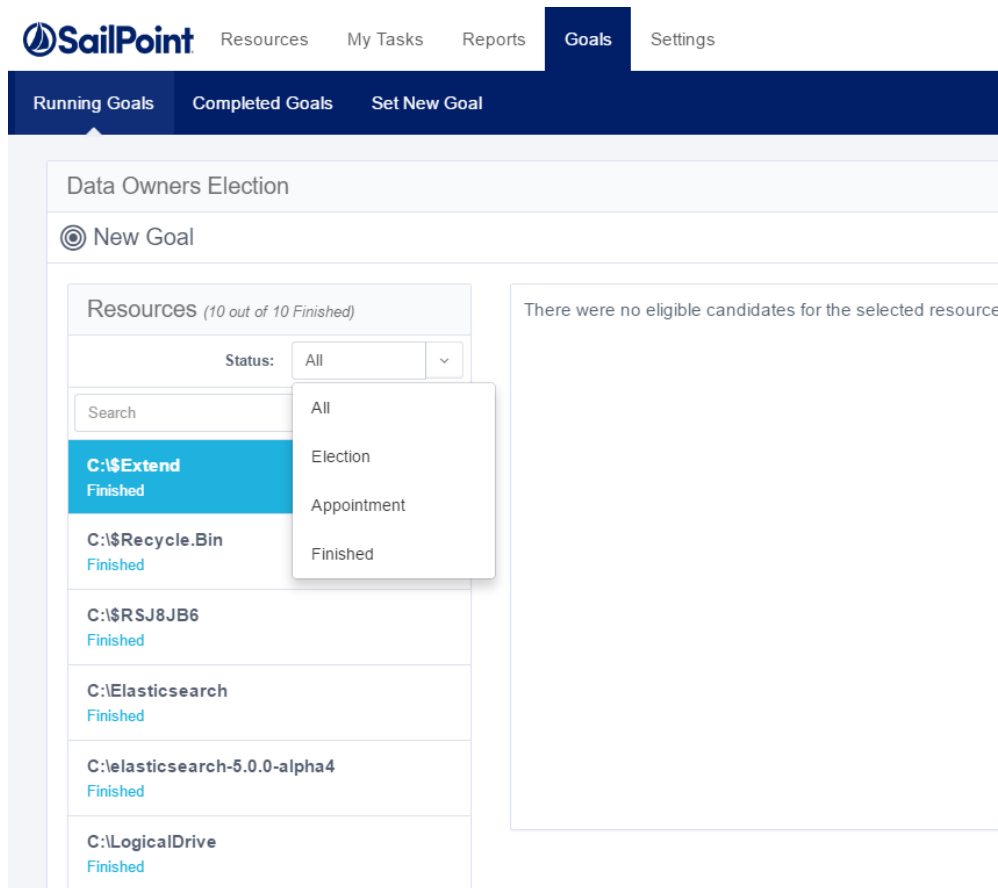 SailPoint Resources My Tasks Reports Goals Settings
Running Goals Completed Goals Set New Goal
Data Owners Election
New Goal
Resources (10 out of 10 Finished)
Status: All
All
Election
Appointment
Finished
Search
C:\$Extend
Finished
C:\$Recycle.Bin
Finished
C:\$RSJ8JB6
Finished
C:\Elasticsearch
Finished
C:\elasticsearch-5.0.0-alpha4
Finished
C:\LogicalDrive
Finished
There were no eligible candidates for the selected resource